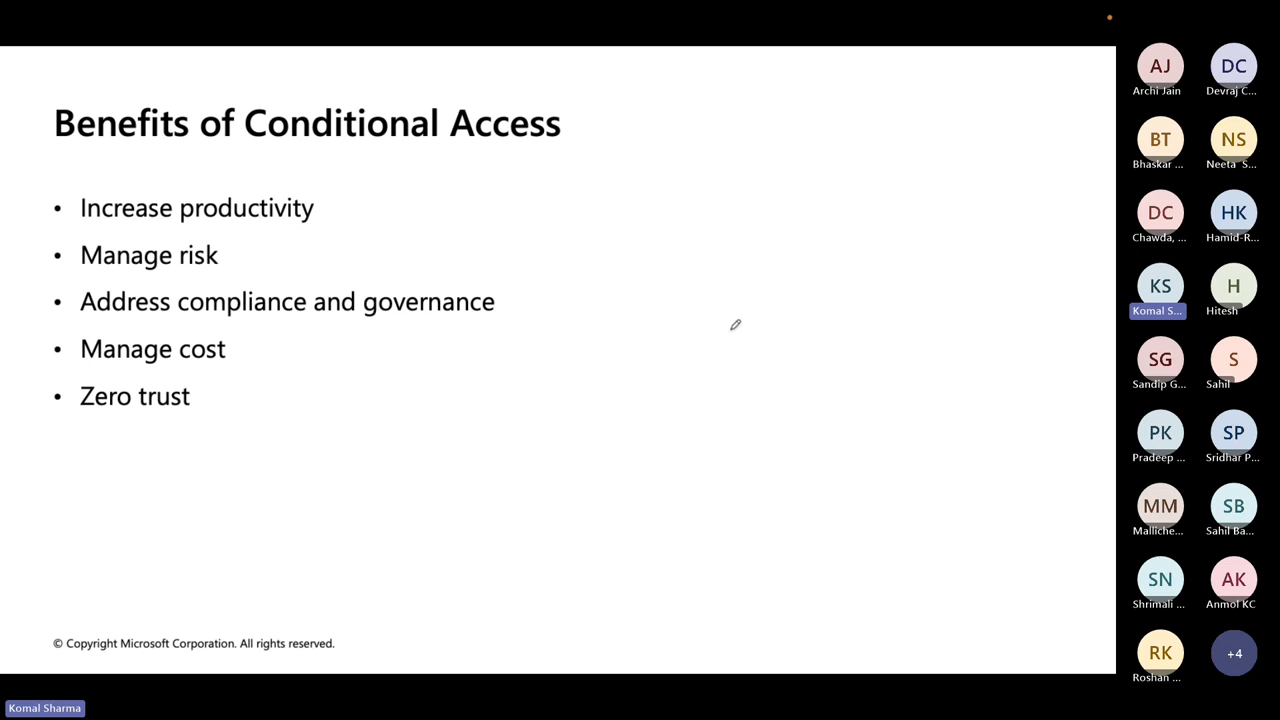 Benefits of Conditional Access
• Increase productivity
• Manage risk
• Address compliance and governance
• Manage cost
• Zero trust
© Copyright Microsoft Corporation. All rights reserved.
Komal Sharma
AJ
Archi Jain
DC
Devraj C...
BT
Bhaskar ...
NS
Neeta S...
DC
Chawda, ...
HK
Hamid-R...
KS
Komal S...
H
Hitesh
SG
Sandip G...
S
Sahil
PK
Pradeep ...
SP
Sridhar P...
MM
Malliche...
SB
Sahil Ba...
SN
Shrimali ...
AK
Anmol KC
RK
Roshan ...
+4